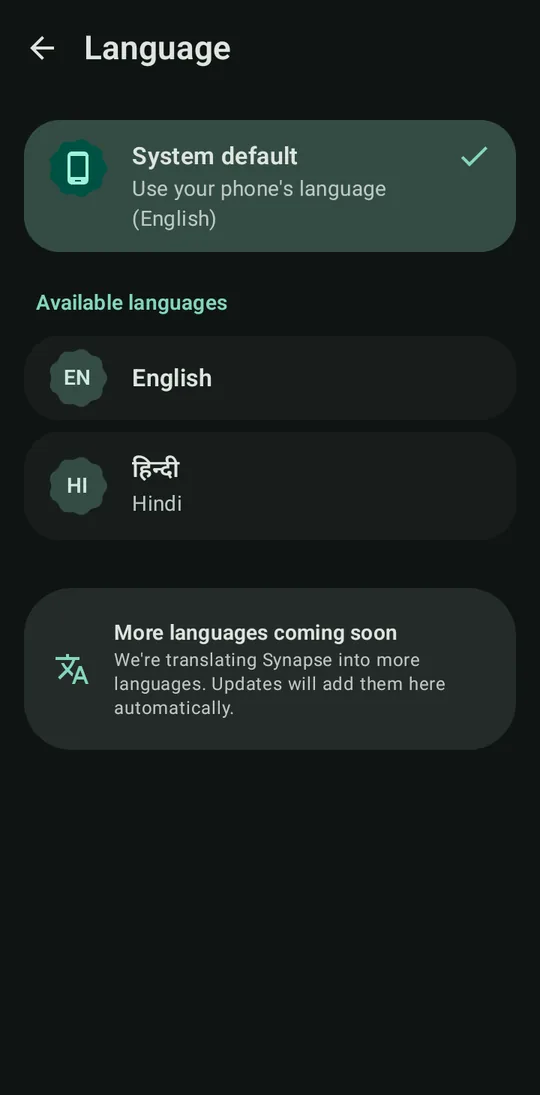 Language
System default
Use your phone's language
(English)
Available languages
EN
English
HI
हिन्दी
Hindi
More languages coming soon
We're translating Synapse into more
languages. Updates will add them here
automatically.